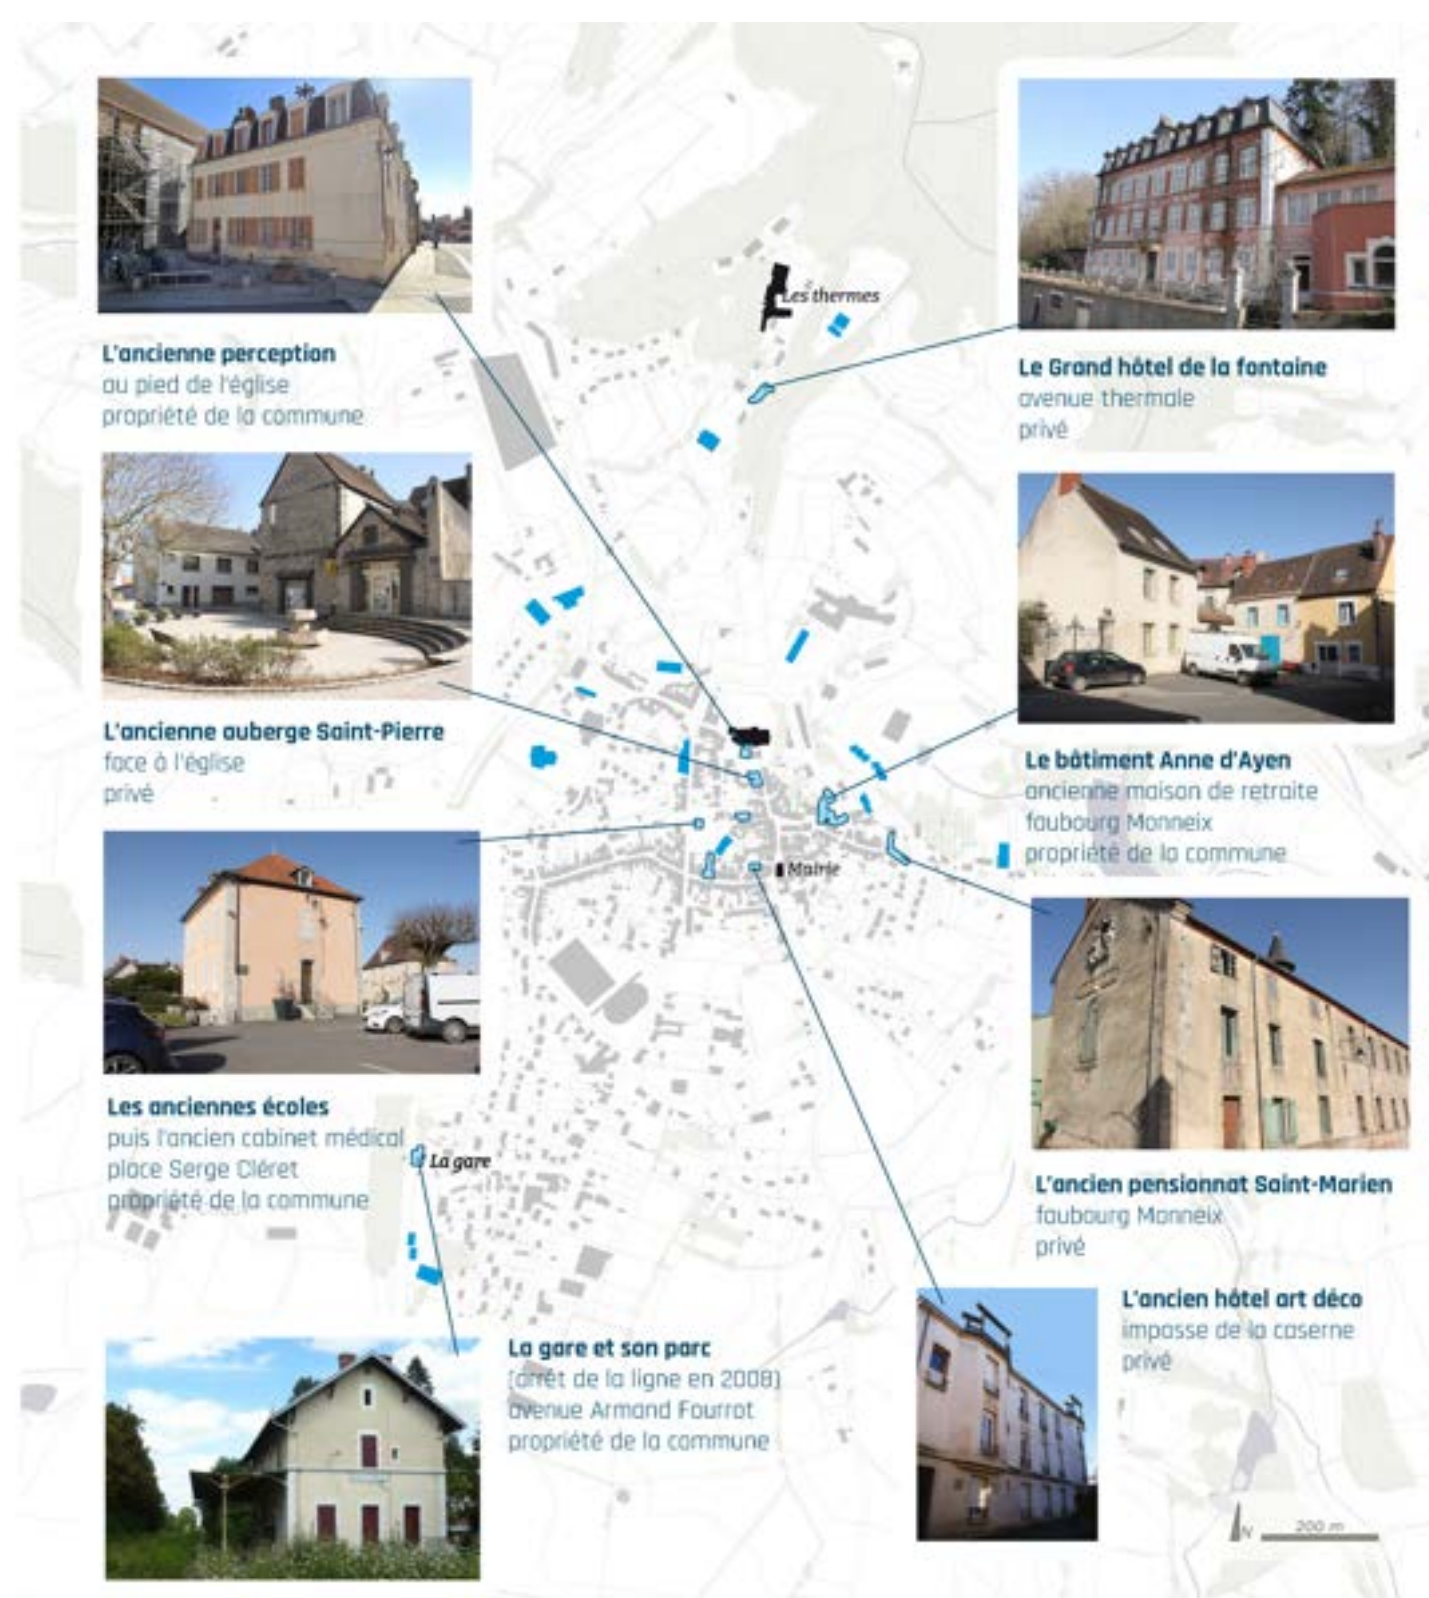 Les thermes
L'ancienne perception
au pied de l'église
propriété de la commune
Le Grand hôtel de la fontaine
avenue thermale
privé
L'ancienne auberge Saint-Pierre
face à l'église
privé
Le bâtiment Anne d'Ayen
ancienne maison de retraite
faubourg Monneix
propriété de la commune
Mairie
Les anciennes écoles
puis l'ancien cabinet médical
place Serge Cléret
propriété de la commune
La gare
L'ancien pensionnat Saint-Marien
faubourg Monneix
privé
La gare et son parc
(arrêt de la ligne en 2008)
avenue Armand Fourrot
propriété de la commune
L'ancien hôtel art déco
impasse de la caserne
privé
N
200 m